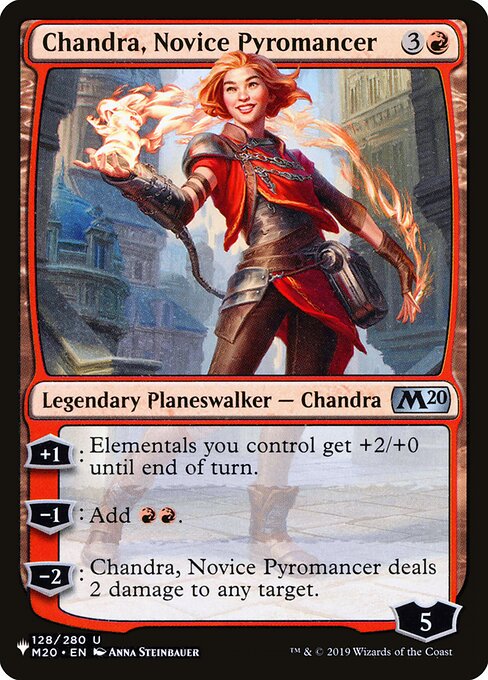 Chandra, Novice Pyromancer 3
Legendary Planeswalker — Chandra M20
+1 : Elementals you control get +2/+0
until end of turn.
−1 : Add .
−2 : Chandra, Novice Pyromancer deals
2 damage to any target.
5
128/280 U
M20 • EN Anna Steinbauer ™ & © 2019 Wizards of the Coast